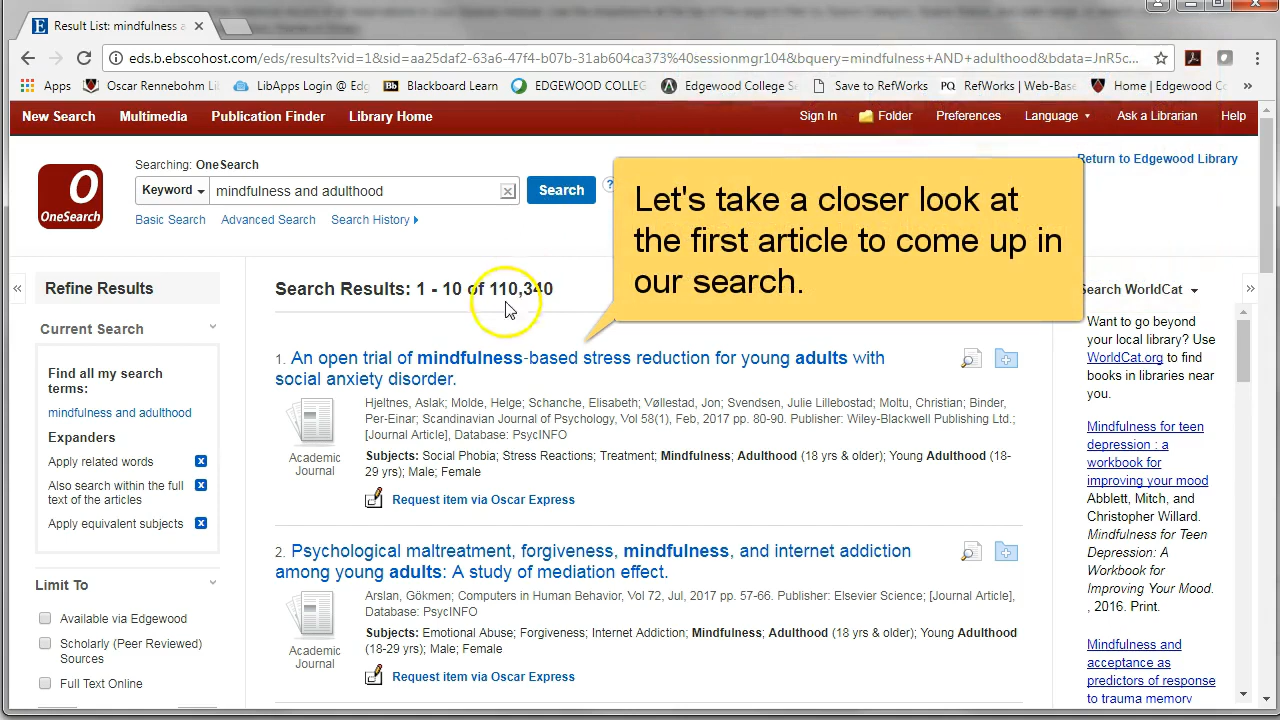 Result List: mindfulness a
eds.b.ebscohost.com/eds/results?vid=1&sid=aa25daf2-63c6-47f4-b07b-31ab604ca373%40sessionmgr104&bquery=mindfulness+AND+adulthood&bdata=JnR5c...
Apps Oscar Rennebohm Li LibApps Login @ Edg Bb Blackboard Learn EDGEWOOD COLLEG Edgewood College S Save to RefWorks PQ RefWorks | Web-Base Home | Edgewood C »
New Search Multimedia Publication Finder Library Home Sign In Folder Preferences Language Ask a Librarian Help
Return to Edgewood Library
O
OneSearch
Searching: OneSearch
Keyword mindfulness and adulthood Search ?
Basic Search Advanced Search Search History
Let's take a closer look at
the first article to come up in
our search.
« Refine Results
Current Search
Find all my search
terms:
mindfulness and adulthood
Expanders
Apply related words
Also search within the full
text of the articles
Apply equivalent subjects
Limit To
Available via Edgewood
Scholarly (Peer Reviewed)
Sources
Full Text Online
Search Results: 1 - 10 of 110,340
1. An open trial of mindfulness-based stress reduction for young adults with
social anxiety disorder.
Hjeltnes, Aslak; Molde, Helge; Schanche, Elisabeth; Vøllestad, Jon; Svendsen, Julie Lillebostad; Moltu, Christian; Binder,
Per-Einar; Scandinavian Journal of Psychology, Vol 58(1), Feb, 2017 pp. 80-90. Publisher: Wiley-Blackwell Publishing Ltd.;
[Journal Article], Database: PsycINFO
Academic
Journal
Subjects: Social Phobia; Stress Reactions; Treatment; Mindfulness; Adulthood (18 yrs & older); Young Adulthood (18-
29 yrs); Male; Female
Request item via Oscar Express
2. Psychological maltreatment, forgiveness, mindfulness, and internet addiction
among young adults: A study of mediation effect.
Arslan, Gökmen; Computers in Human Behavior, Vol 72, Jul, 2017 pp. 57-66. Publisher: Elsevier Science; [Journal Article],
Database: PsycINFO
Academic
Journal
Subjects: Emotional Abuse; Forgiveness; Internet Addiction; Mindfulness; Adulthood (18 yrs & older); Young Adulthood
(18-29 yrs); Male; Female
Request item via Oscar Express
Search WorldCat »
Want to go beyond
your local library? Use
WorldCat.org to find
books in libraries near
you.
Mindfulness for teen
depression : a
workbook for
improving your mood
Abblett, Mitch, and
Christopher Willard.
Mindfulness for Teen
Depression: A
Workbook for
Improving Your Mood.
, 2016. Print.
Mindfulness and
acceptance as
predictors of response
to trauma memory